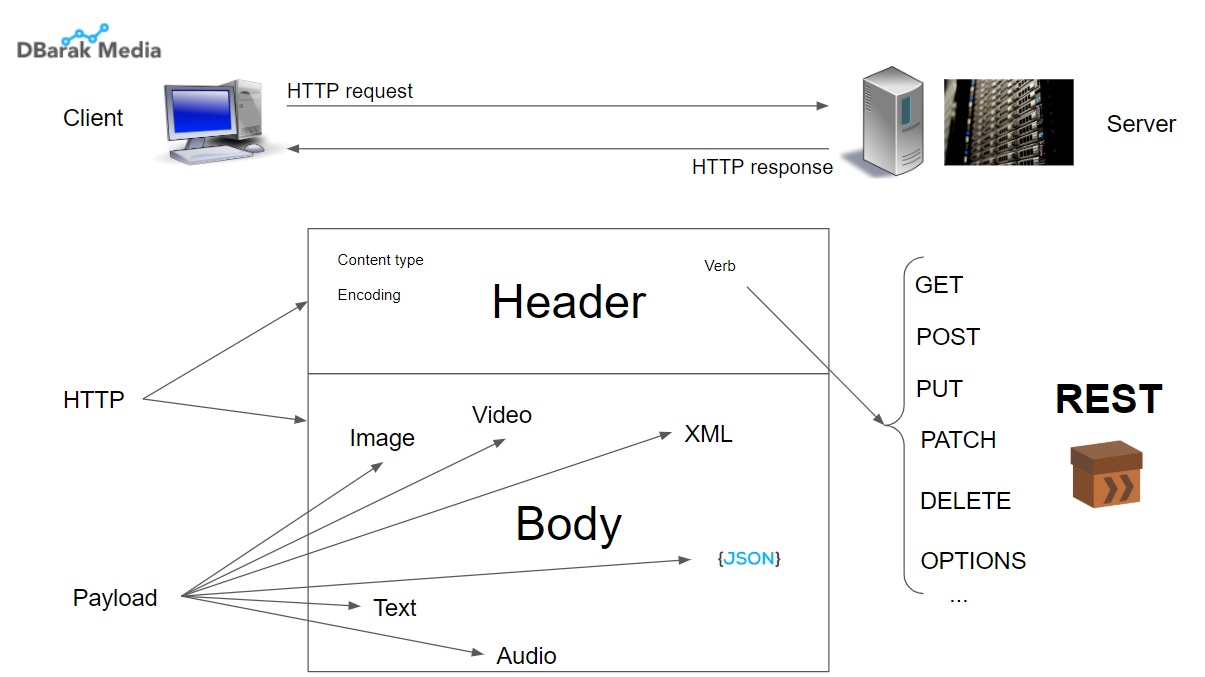 DBarak Media
HTTP request
Client
Server
HTTP response
Content type
Verb
Encoding
Header
GET
POST
PUT
HTTP
REST
Video
Image
XML
PATCH
DELETE
Body
{JSON}
OPTIONS
Payload
Text
...
Audio